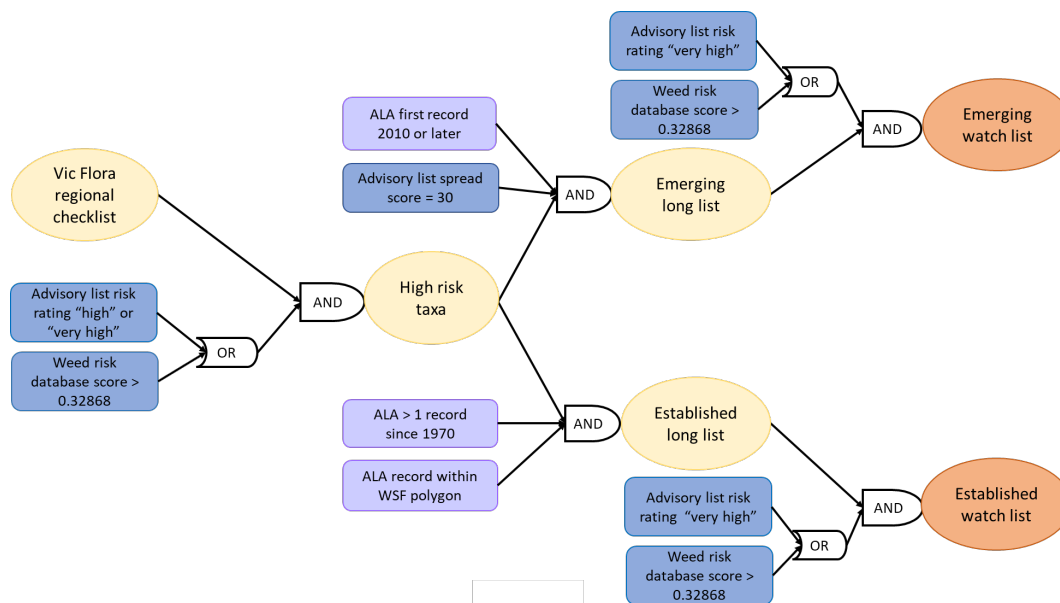 Vic Flora
regional
checklist
Advisory list risk
rating “high” or
“very high”
Weed risk
database score >
0.32868
OR
AND
High risk
taxa
ALA first record
2010 or later
Advisory list spread
score = 30
AND
Emerging
long list
Advisory list risk
rating “very high”
Weed risk
database score >
0.32868
OR
AND
Emerging
watch list
ALA > 1 record
since 1970
ALA record within
WSF polygon
AND
Established
long list
Advisory list risk
rating “very high”
Weed risk
database score >
0.32868
OR
AND
Established
watch list